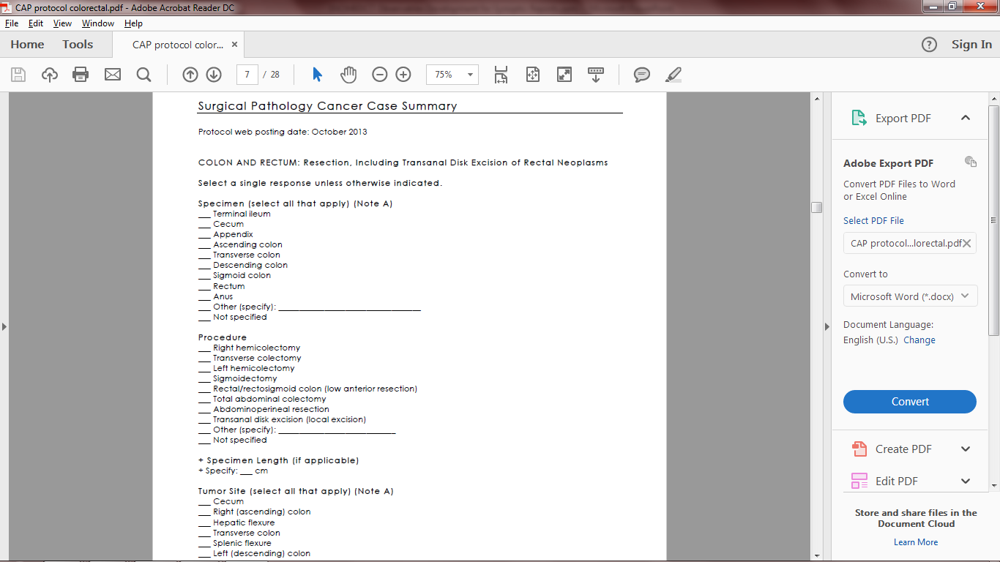 CAP protocol colorectal.pdf - Adobe Acrobat Reader DC
File Edit View Window Help
Home Tools CAP protocol color... × Sign In
7 / 28 75%
Surgical Pathology Cancer Case Summary
Protocol web posting date: October 2013
COLON AND RECTUM: Resection, Including Transanal Disk Excision of Rectal Neoplasms
Select a single response unless otherwise indicated.
Specimen (select all that apply) (Note A)
___ Terminal ileum
___ Cecum
___ Appendix
___ Ascending colon
___ Transverse colon
___ Descending colon
___ Sigmoid colon
___ Rectum
___ Anus
___ Other (specify): ____________________________
___ Not specified
Procedure
___ Right hemicolectomy
___ Transverse colectomy
___ Left hemicolectomy
___ Sigmoidectomy
___ Rectal/rectosigmoid colon (low anterior resection)
___ Total abdominal colectomy
___ Abdominoperineal resection
___ Transanal disk excision (local excision)
___ Other (specify): _______________________
___ Not specified
+ Specimen Length (if applicable)
+ Specify: ___ cm
Tumor Site (select all that apply) (Note A)
___ Cecum
___ Right (ascending) colon
___ Hepatic flexure
___ Transverse colon
___ Splenic flexure
___ Left (descending) colon
Export PDF
Adobe Export PDF
Convert PDF Files to Word
or Excel Online
Select PDF File
CAP protocol...lorectal.pdf
Convert to
Microsoft Word (*.docx)
Document Language:
English (U.S.) Change
Convert
Create PDF
Edit PDF
Store and share files in the
Document Cloud
Learn More